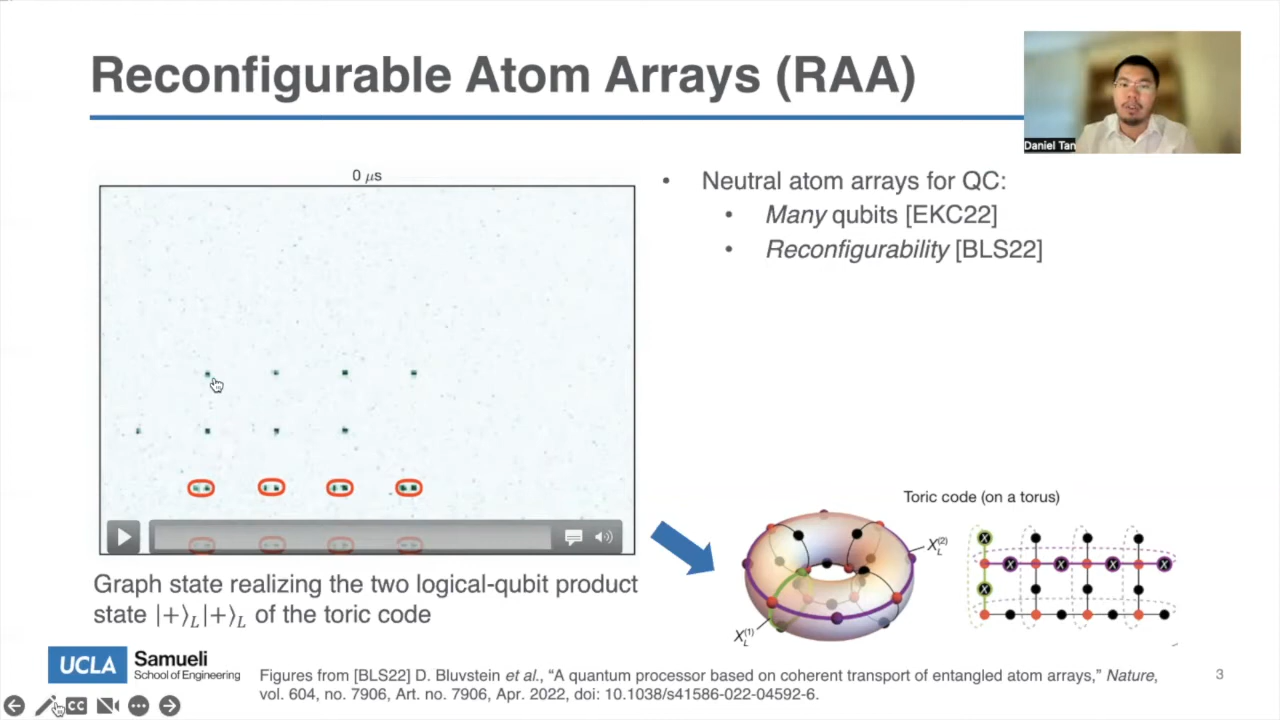 Reconfigurable Atom Arrays (RAA)
Daniel Tan
0 μs
• Neutral atom arrays for QC:
• Many qubits [EKC22]
• Reconfigurability [BLS22]
Toric code (on a torus)
X_L^(2)
X_L^(1)
X
X X X X
X
Graph state realizing the two logical-qubit product
state |+⟩_L|+⟩_L of the toric code
UCLA Samueli
School of Engineering
Figures from [BLS22] D. Bluvstein et al., “A quantum processor based on coherent transport of entangled atom arrays,” Nature,
vol. 604, no. 7906, Art. no. 7906, Apr. 2022, doi: 10.1038/s41586-022-04592-6.
3
CC